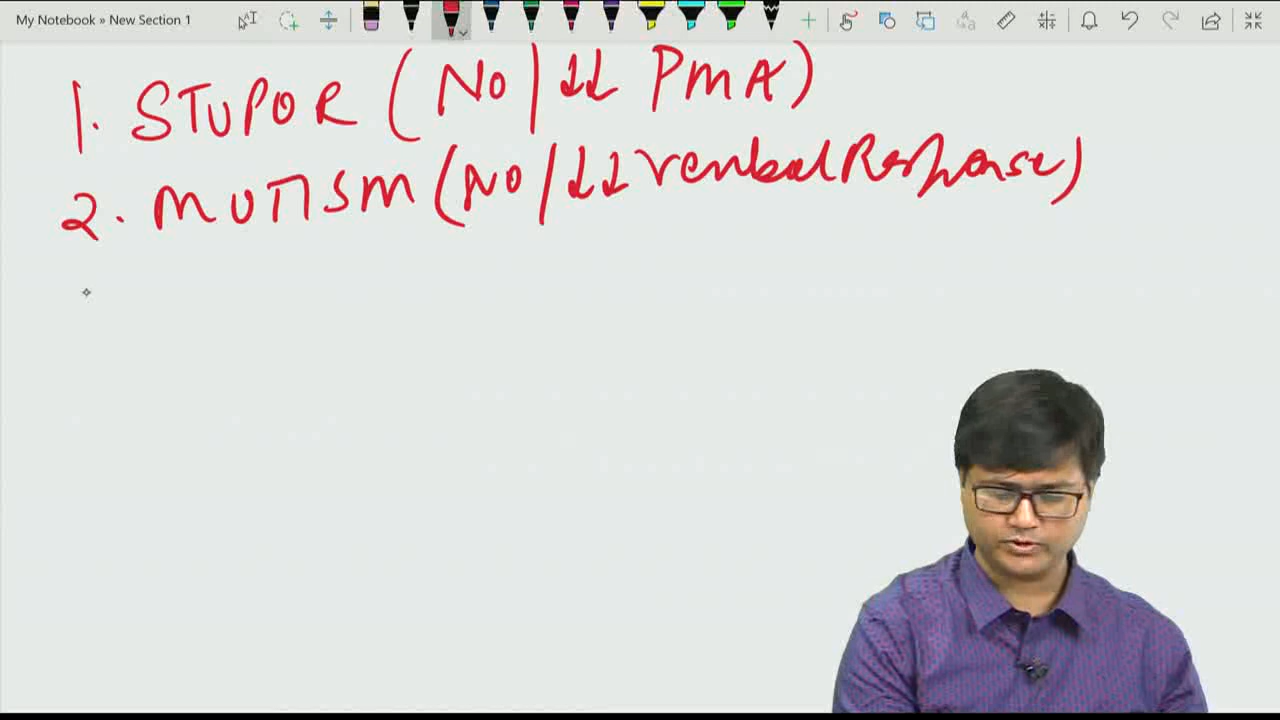 My Notebook » New Section 1
1. STUPOR (No/↓↓ PMA)
2. MUTISM (No/↓↓ verbal Response)